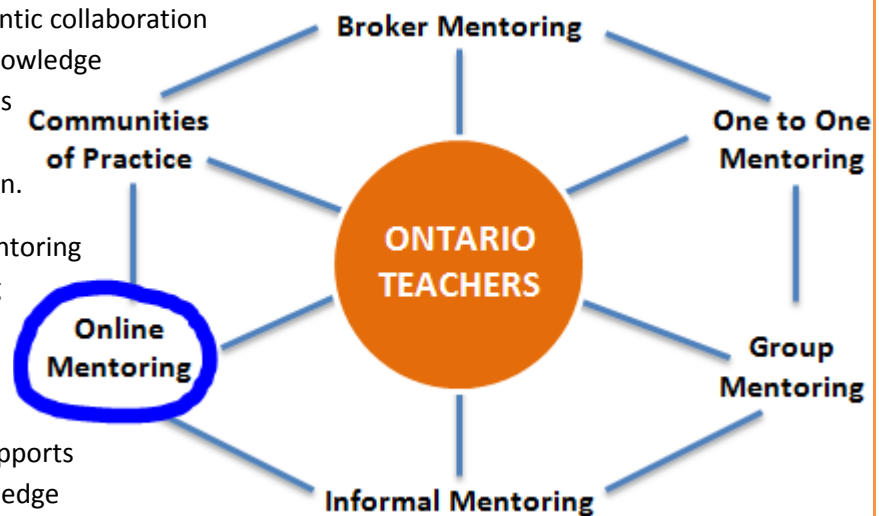 ntic collaboration
owledge
s
n.
ntoring
g
pports
edge
Broker Mentoring
Communities
of Practice
One to One
Mentoring
ONTARIO
TEACHERS
Online
Mentoring
Group
Mentoring
Informal Mentoring